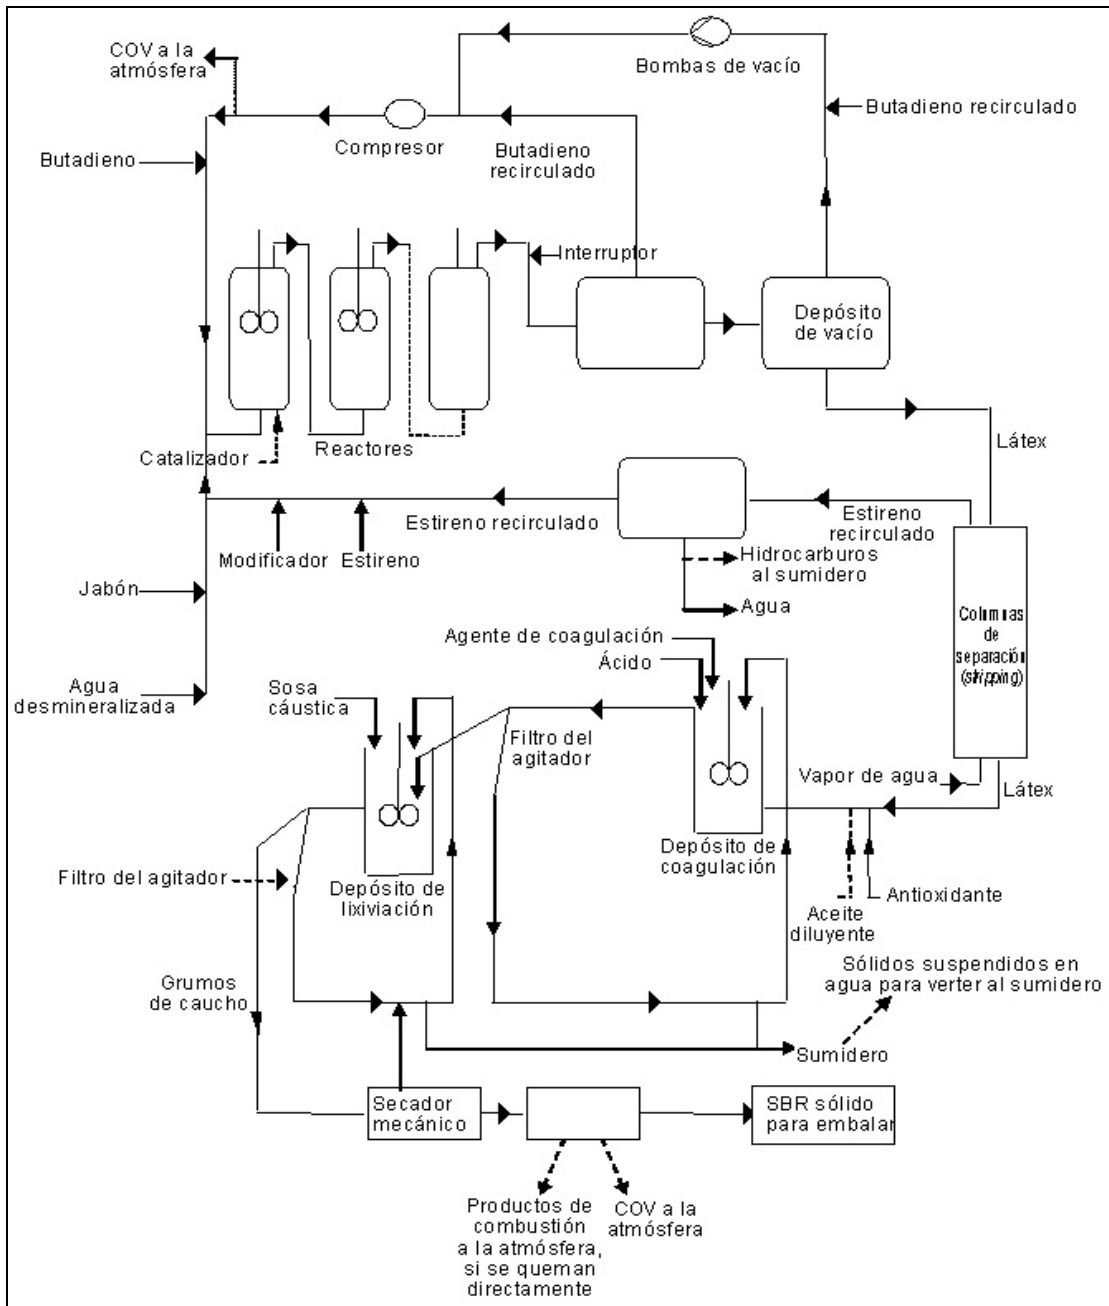 COV a la
atmósfera
Bombas de vacío
Butadieno recirculado
Compresor
Butadieno
recirculado
Butadieno
Interruptor
Depósito
de vacío
Látex
Catalizador
Reactores
Estireno recirculado
Estireno
recirculado
Modificador
Estireno
Hidrocarburos
al sumidero
Jabón
Agua
Columnas
de
separación
(stripping)
Agente de coagulación
Ácido
Agua
desmineralizada
Sosa
cáustica
Filtro del
agitador
Vapor de agua
Látex
Depósito de
coagulación
Filtro del agitador
Depósito de
lixiviación
Antioxidante
Aceite
diluyente
Grumos
de caucho
Sólidos suspendidos en
agua para verter al sumidero
Sumidero
Secador
mecánico
SBR sólido
para embalar
Productos de
combustión
a la atmósfera,
si se queman
directamente
COV a la
atmósfera